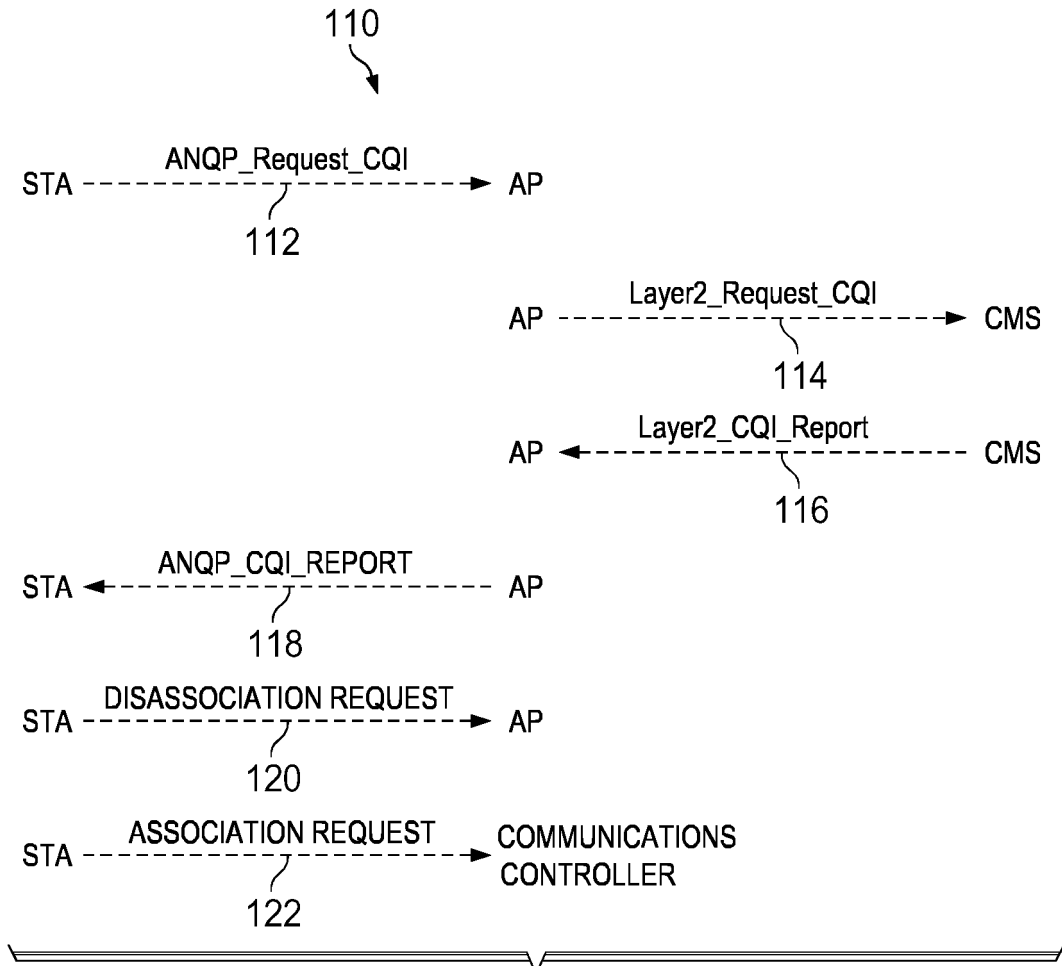 110
ANQP_Request_CQI
STA AP
112
Layer2_Request_CQI
AP CMS
114
Layer2_CQI_Report
AP CMS
116
ANQP_CQI_REPORT
STA AP
118
DISASSOCIATION REQUEST
STA AP
120
ASSOCIATION REQUEST
STA COMMUNICATIONS
CONTROLLER
122